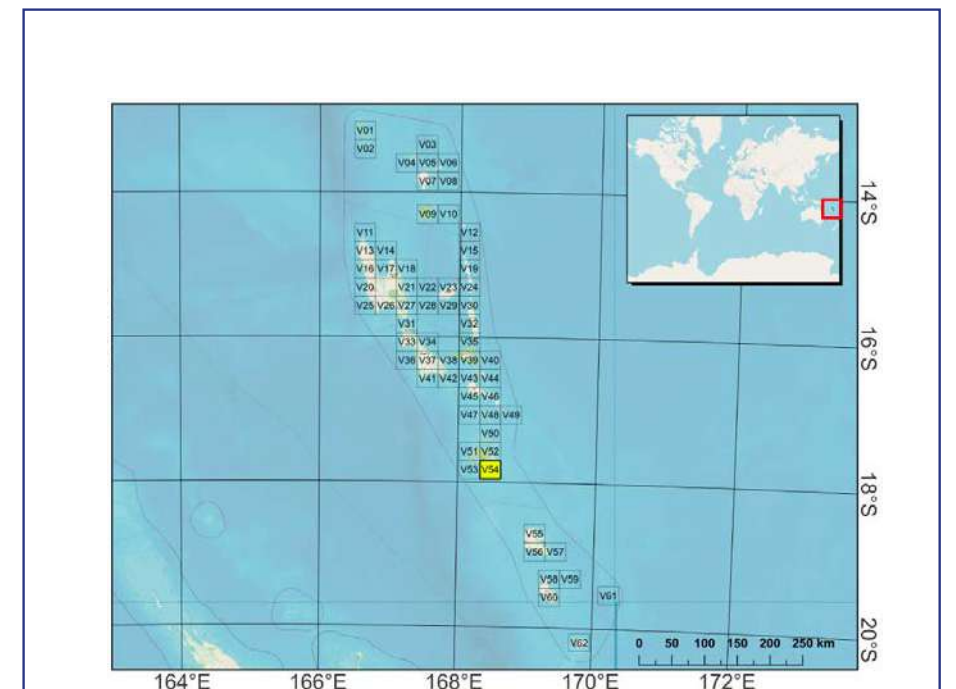 V01
V02 V03
V04 V05 V06
V07 V08
14°S
V09 V10
V11 V12
V13 V14 V15
V16 V17 V18 V19
V20 V21 V22 V23 V24
V25 V26 V27 V28 V29 V30
V31 V32
V33 V34 V35
16°S
V36 V37 V38 V39 V40
V41 V42 V43 V44
V45 V46
V47 V48 V49
V50
V51 V52
V53 V54
18°S
V55
V56 V57
V58 V59
V60 V61
V62
20°S
0 50 100 150 200 250 km
164°E 166°E 168°E 170°E 172°E